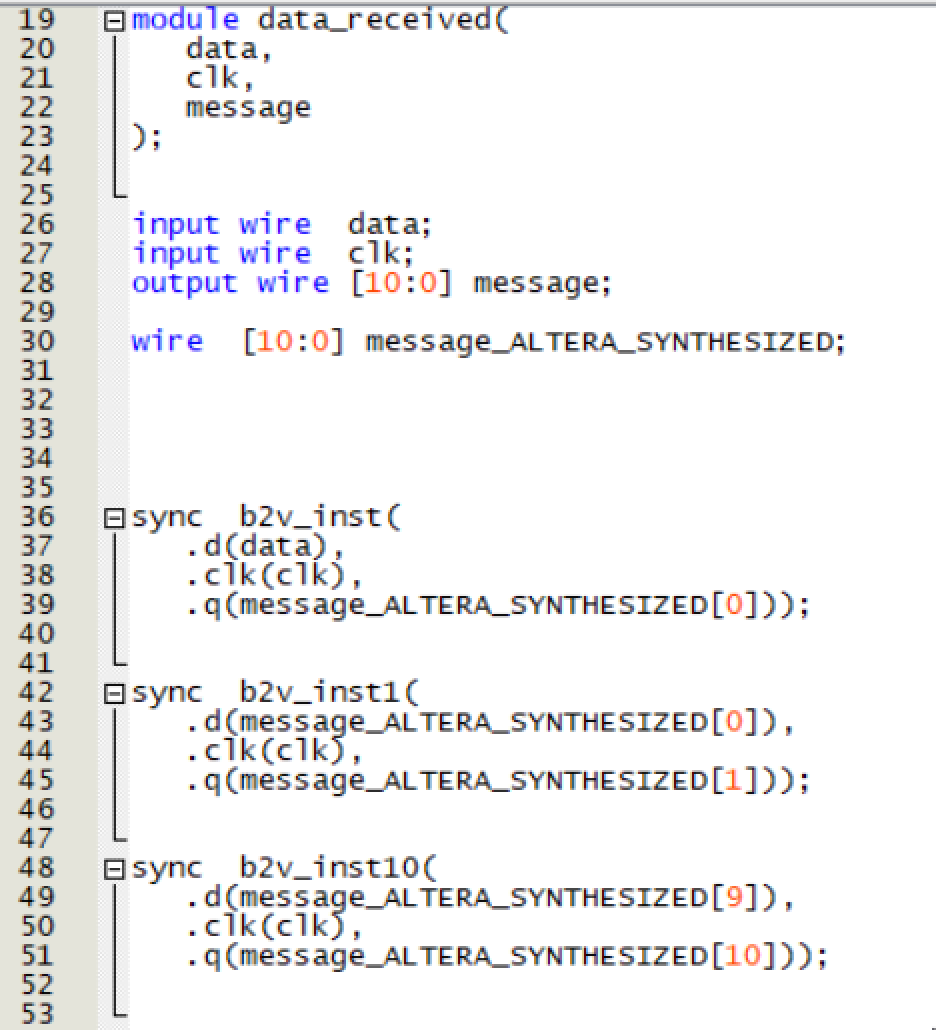 19 module data_received(
20 data,
21 clk,
22 message
23 );
24
25
26 input wire data;
27 input wire clk;
28 output wire [10:0] message;
29
30 wire [10:0] message_ALTERA_SYNTHESIZED;
31
32
33
34
35
36 sync b2v_inst(
37 .d(data),
38 .clk(clk),
39 .q(message_ALTERA_SYNTHESIZED[0]));
40
41
42 sync b2v_inst1(
43 .d(message_ALTERA_SYNTHESIZED[0]),
44 .clk(clk),
45 .q(message_ALTERA_SYNTHESIZED[1]));
46
47
48 sync b2v_inst10(
49 .d(message_ALTERA_SYNTHESIZED[9]),
50 .clk(clk),
51 .q(message_ALTERA_SYNTHESIZED[10]));
52
53